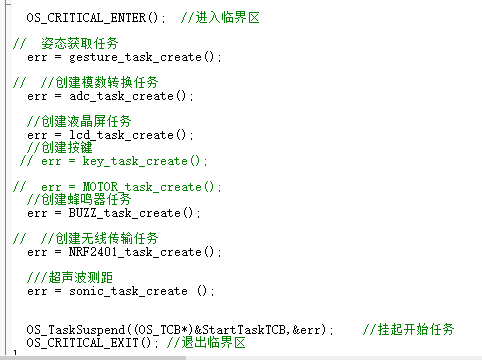 OS_CRITICAL_ENTER();  //进入临界区
//  姿态获取任务
err = gesture_task_create();
//  //创建模数转换任务
err = adc_task_create();
//创建液晶屏任务
err = lcd_task_create();
//创建按键
// err = key_task_create();
//  err = MOTOR_task_create();
//创建蜂鸣器任务
err = BUZZ_task_create();
//  //创建无线传输任务
err = NRF2401_task_create();
///超声波测距
err = sonic_task_create ();
OS_TaskSuspend((OS_TCB*)&StartTaskTCB,&err);    //挂起开始任务
OS_CRITICAL_EXIT(); //退出临界区
}